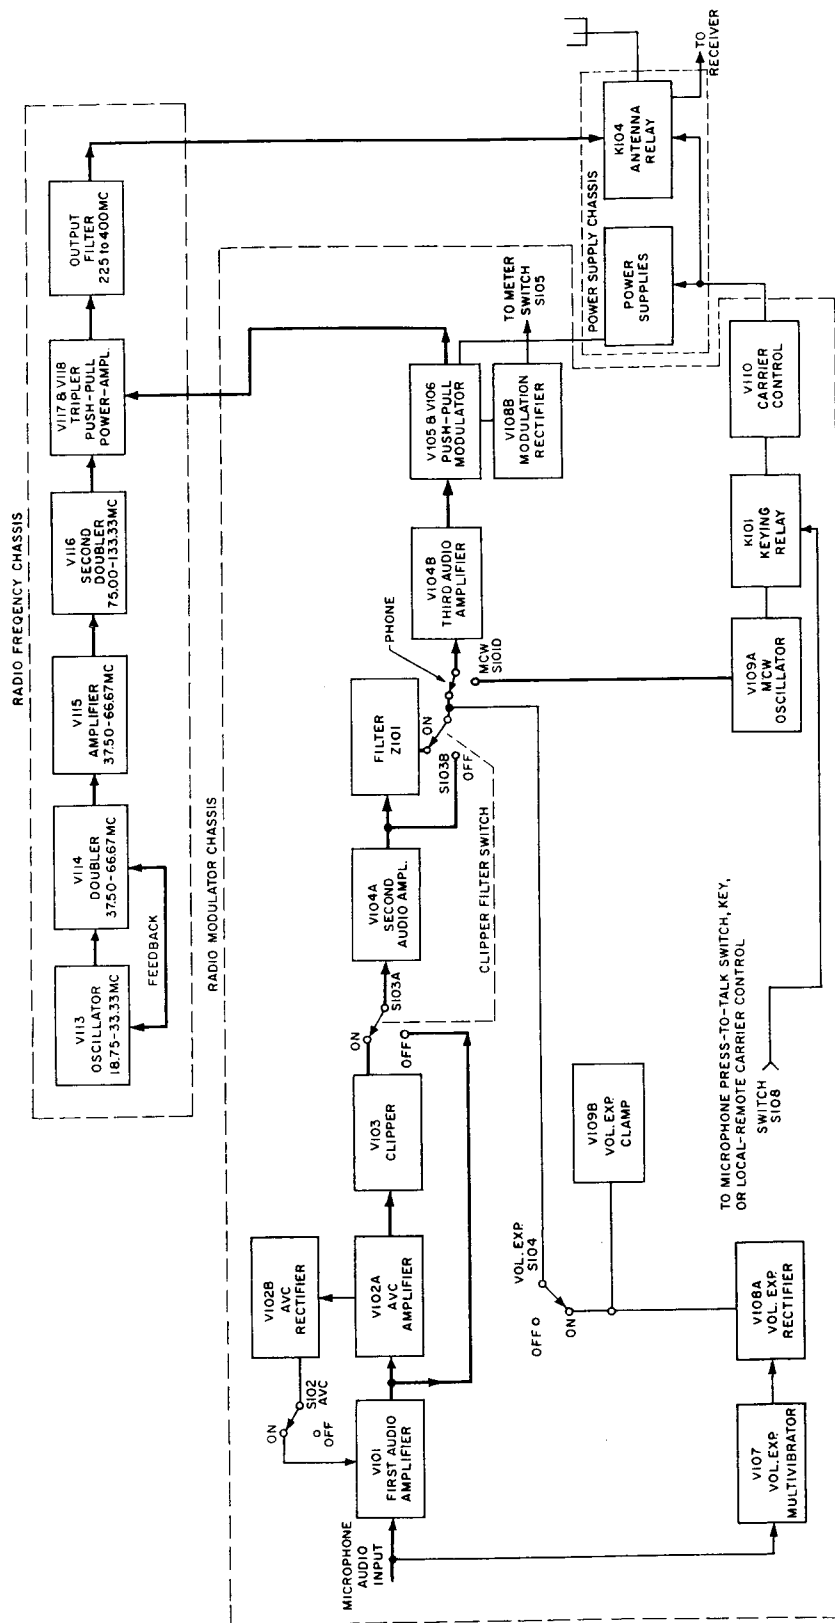 RADIO FREQENCY CHASSIS
V113
OSCILLATOR
18.75-33.33MC
V114
DOUBLER
37.50-66.67MC
FEEDBACK
V115
AMPLIFIER
37.50-66.67MC
V116
SECOND
DOUBLER
75.00-133.33MC
V117 & V118
TRIPLER
PUSH-PULL
POWER-AMPL.
OUTPUT
FILTER
225 to 400MC
RADIO MODULATOR CHASSIS
MICROPHONE
AUDIO
INPUT
V101
FIRST AUDIO
AMPLIFIER
ON
OFF
S102
AVC
V102B
AVC
RECTIFIER
V102A
AVC
AMPLIFIER
V103
CLIPPER
ON
OFF
S103A
V104A
SECOND
AUDIO AMPL.
CLIPPER FILTER SWITCH
FILTER
Z101
ON
S103B
OFF
PHONE
MCW
S101D
V104B
THIRD AUDIO
AMPLIFIER
V105 & V106
PUSH-PULL
MODULATOR
V108B
MODULATION
RECTIFIER
TO METER
SWITCH
S105
POWER SUPPLY CHASSIS
POWER
SUPPLIES
K104
ANTENNA
RELAY
TO
RECEIVER
V107
VOL. EXP.
MULTIVIBRATOR
V108A
VOL. EXP.
RECTIFIER
VOL. EXP.
S104
OFF
ON
V109B
VOL. EXP.
CLAMP
V109A
MCW
OSCILLATOR
K101
KEYING
RELAY
V110
CARRIER
CONTROL
TO MICROPHONE PRESS-TO-TALK SWITCH, KEY,
OR LOCAL-REMOTE CARRIER CONTROL
SWITCH
S108